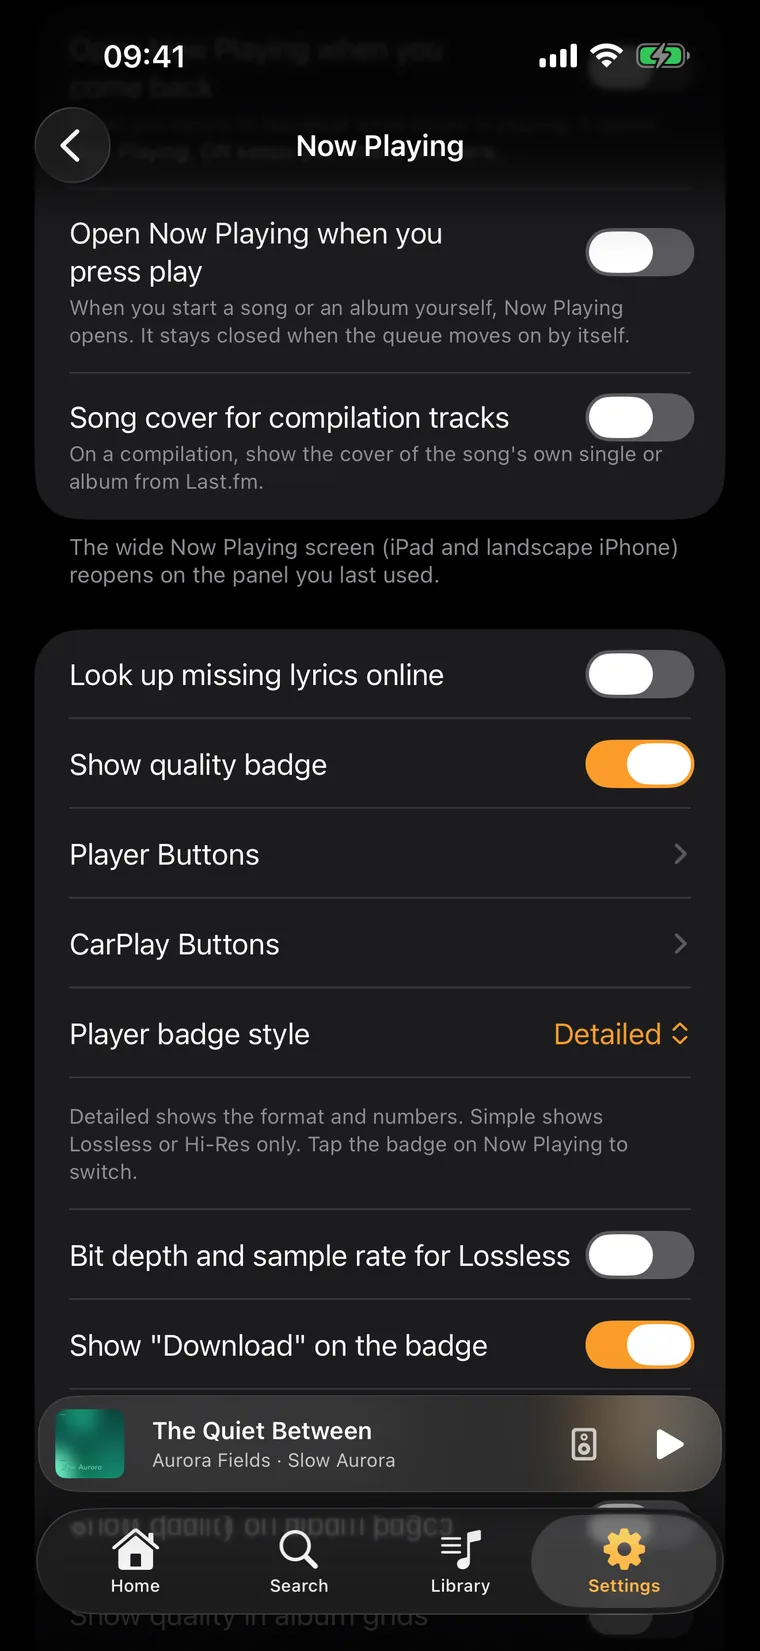 09:41
Now Playing
Open Now Playing when you
press play
When you start a song or an album yourself, Now Playing
opens. It stays closed when the queue moves on by itself.
Song cover for compilation tracks
On a compilation, show the cover of the song's own single or
album from Last.fm.
The wide Now Playing screen (iPad and landscape iPhone)
reopens on the panel you last used.
Look up missing lyrics online
Show quality badge
Player Buttons
CarPlay Buttons
Player badge style
Detailed
Detailed shows the format and numbers. Simple shows
Lossless or Hi-Res only. Tap the badge on Now Playing to
switch.
Bit depth and sample rate for Lossless
Show "Download" on the badge
The Quiet Between
Aurora Fields · Slow Aurora
Home
Search
Library
Settings
Show quality in album grids